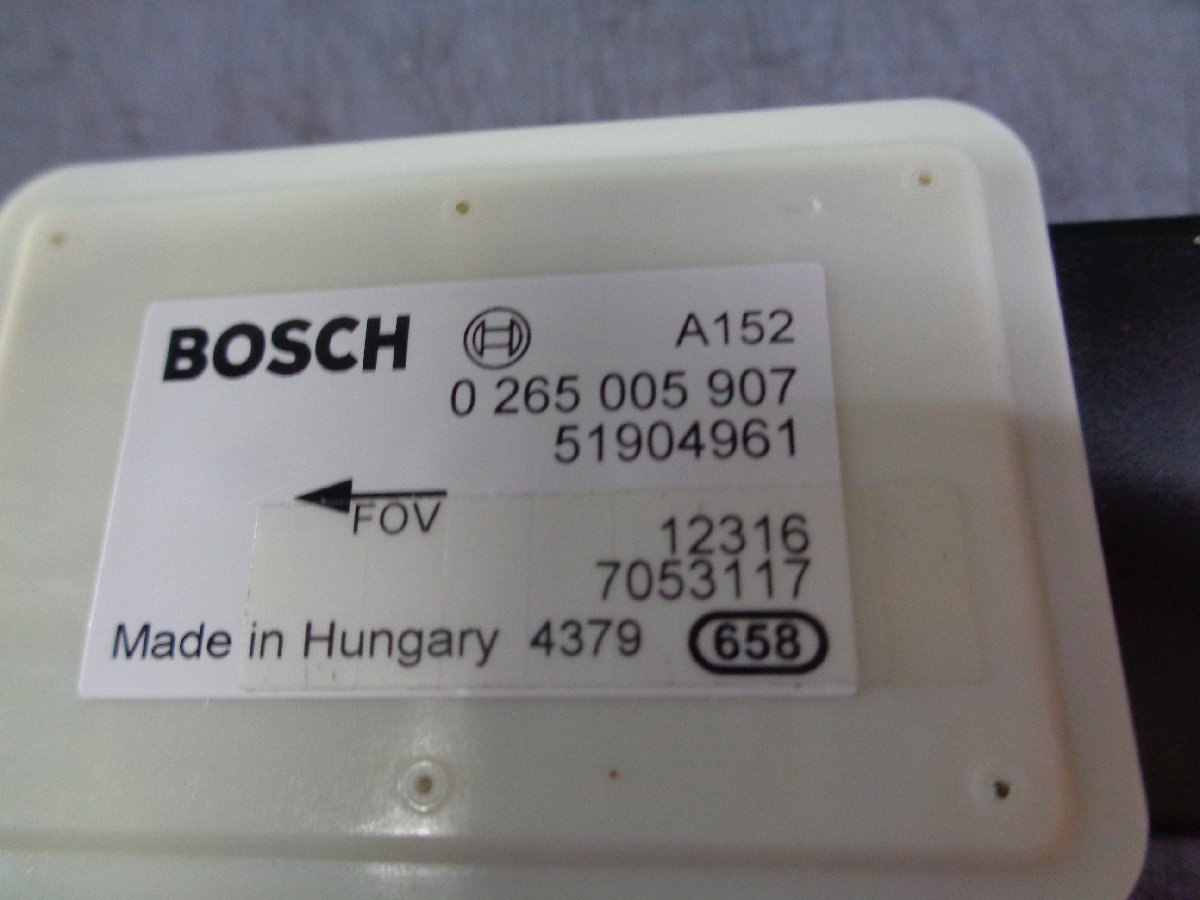 BOSCH A152
0 265 005 907
51904961
FOV
12316
7053117
Made in Hungary 4379 658